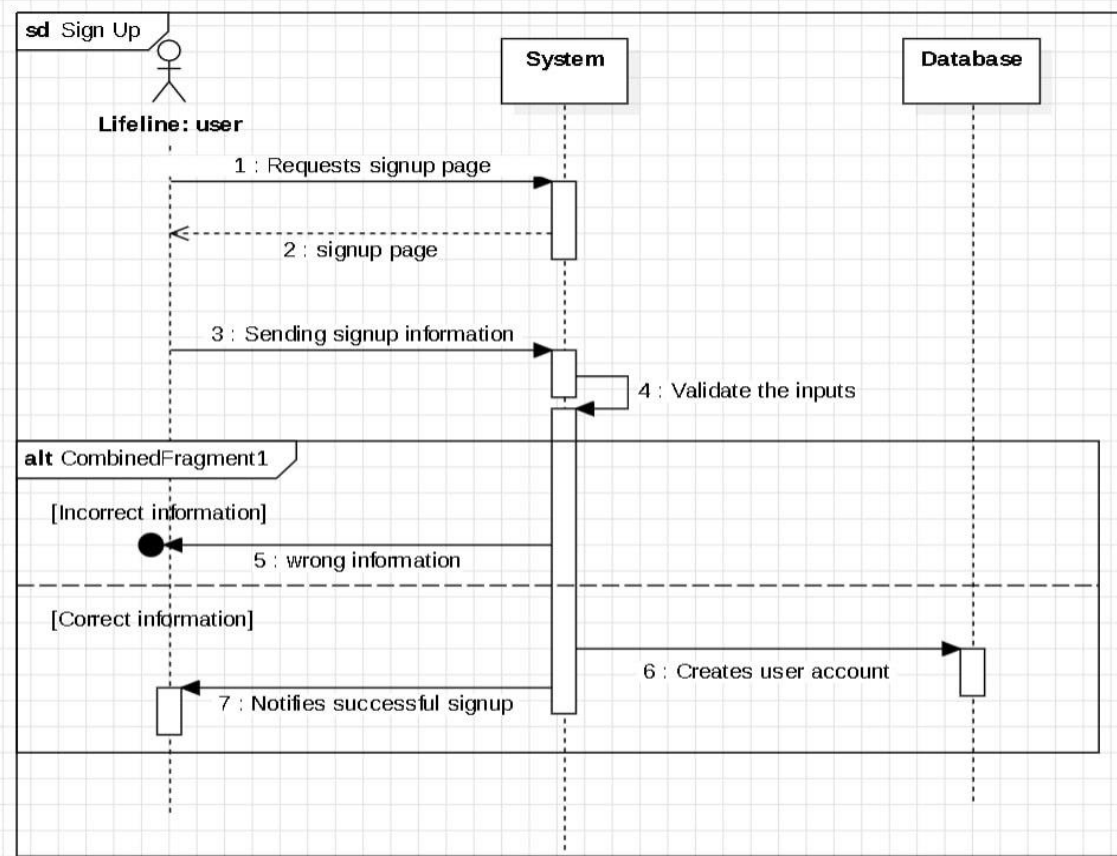 sd Sign Up
System
Database
Lifeline: user
1 : Requests signup page
2 : signup page
3 : Sending signup information
4 : Validate the inputs
alt CombinedFragment1
[Incorrect information]
5 : wrong information
[Correct information]
6 : Creates user account
7 : Notifies successful signup